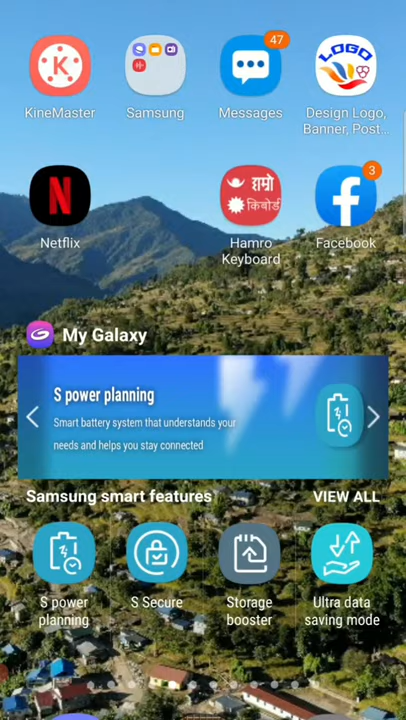 47
LOGO
KineMaster
Samsung
Messages
Design Logo,
Banner, Post...
हाम्रो
किबोर्ड
3
Netflix
Hamro
Keyboard
Facebook
My Galaxy
S power planning
Smart battery system that understands your
needs and helps you stay connected
Samsung smart features
VIEW ALL
S power
planning
S Secure
Storage
booster
Ultra data
saving mode